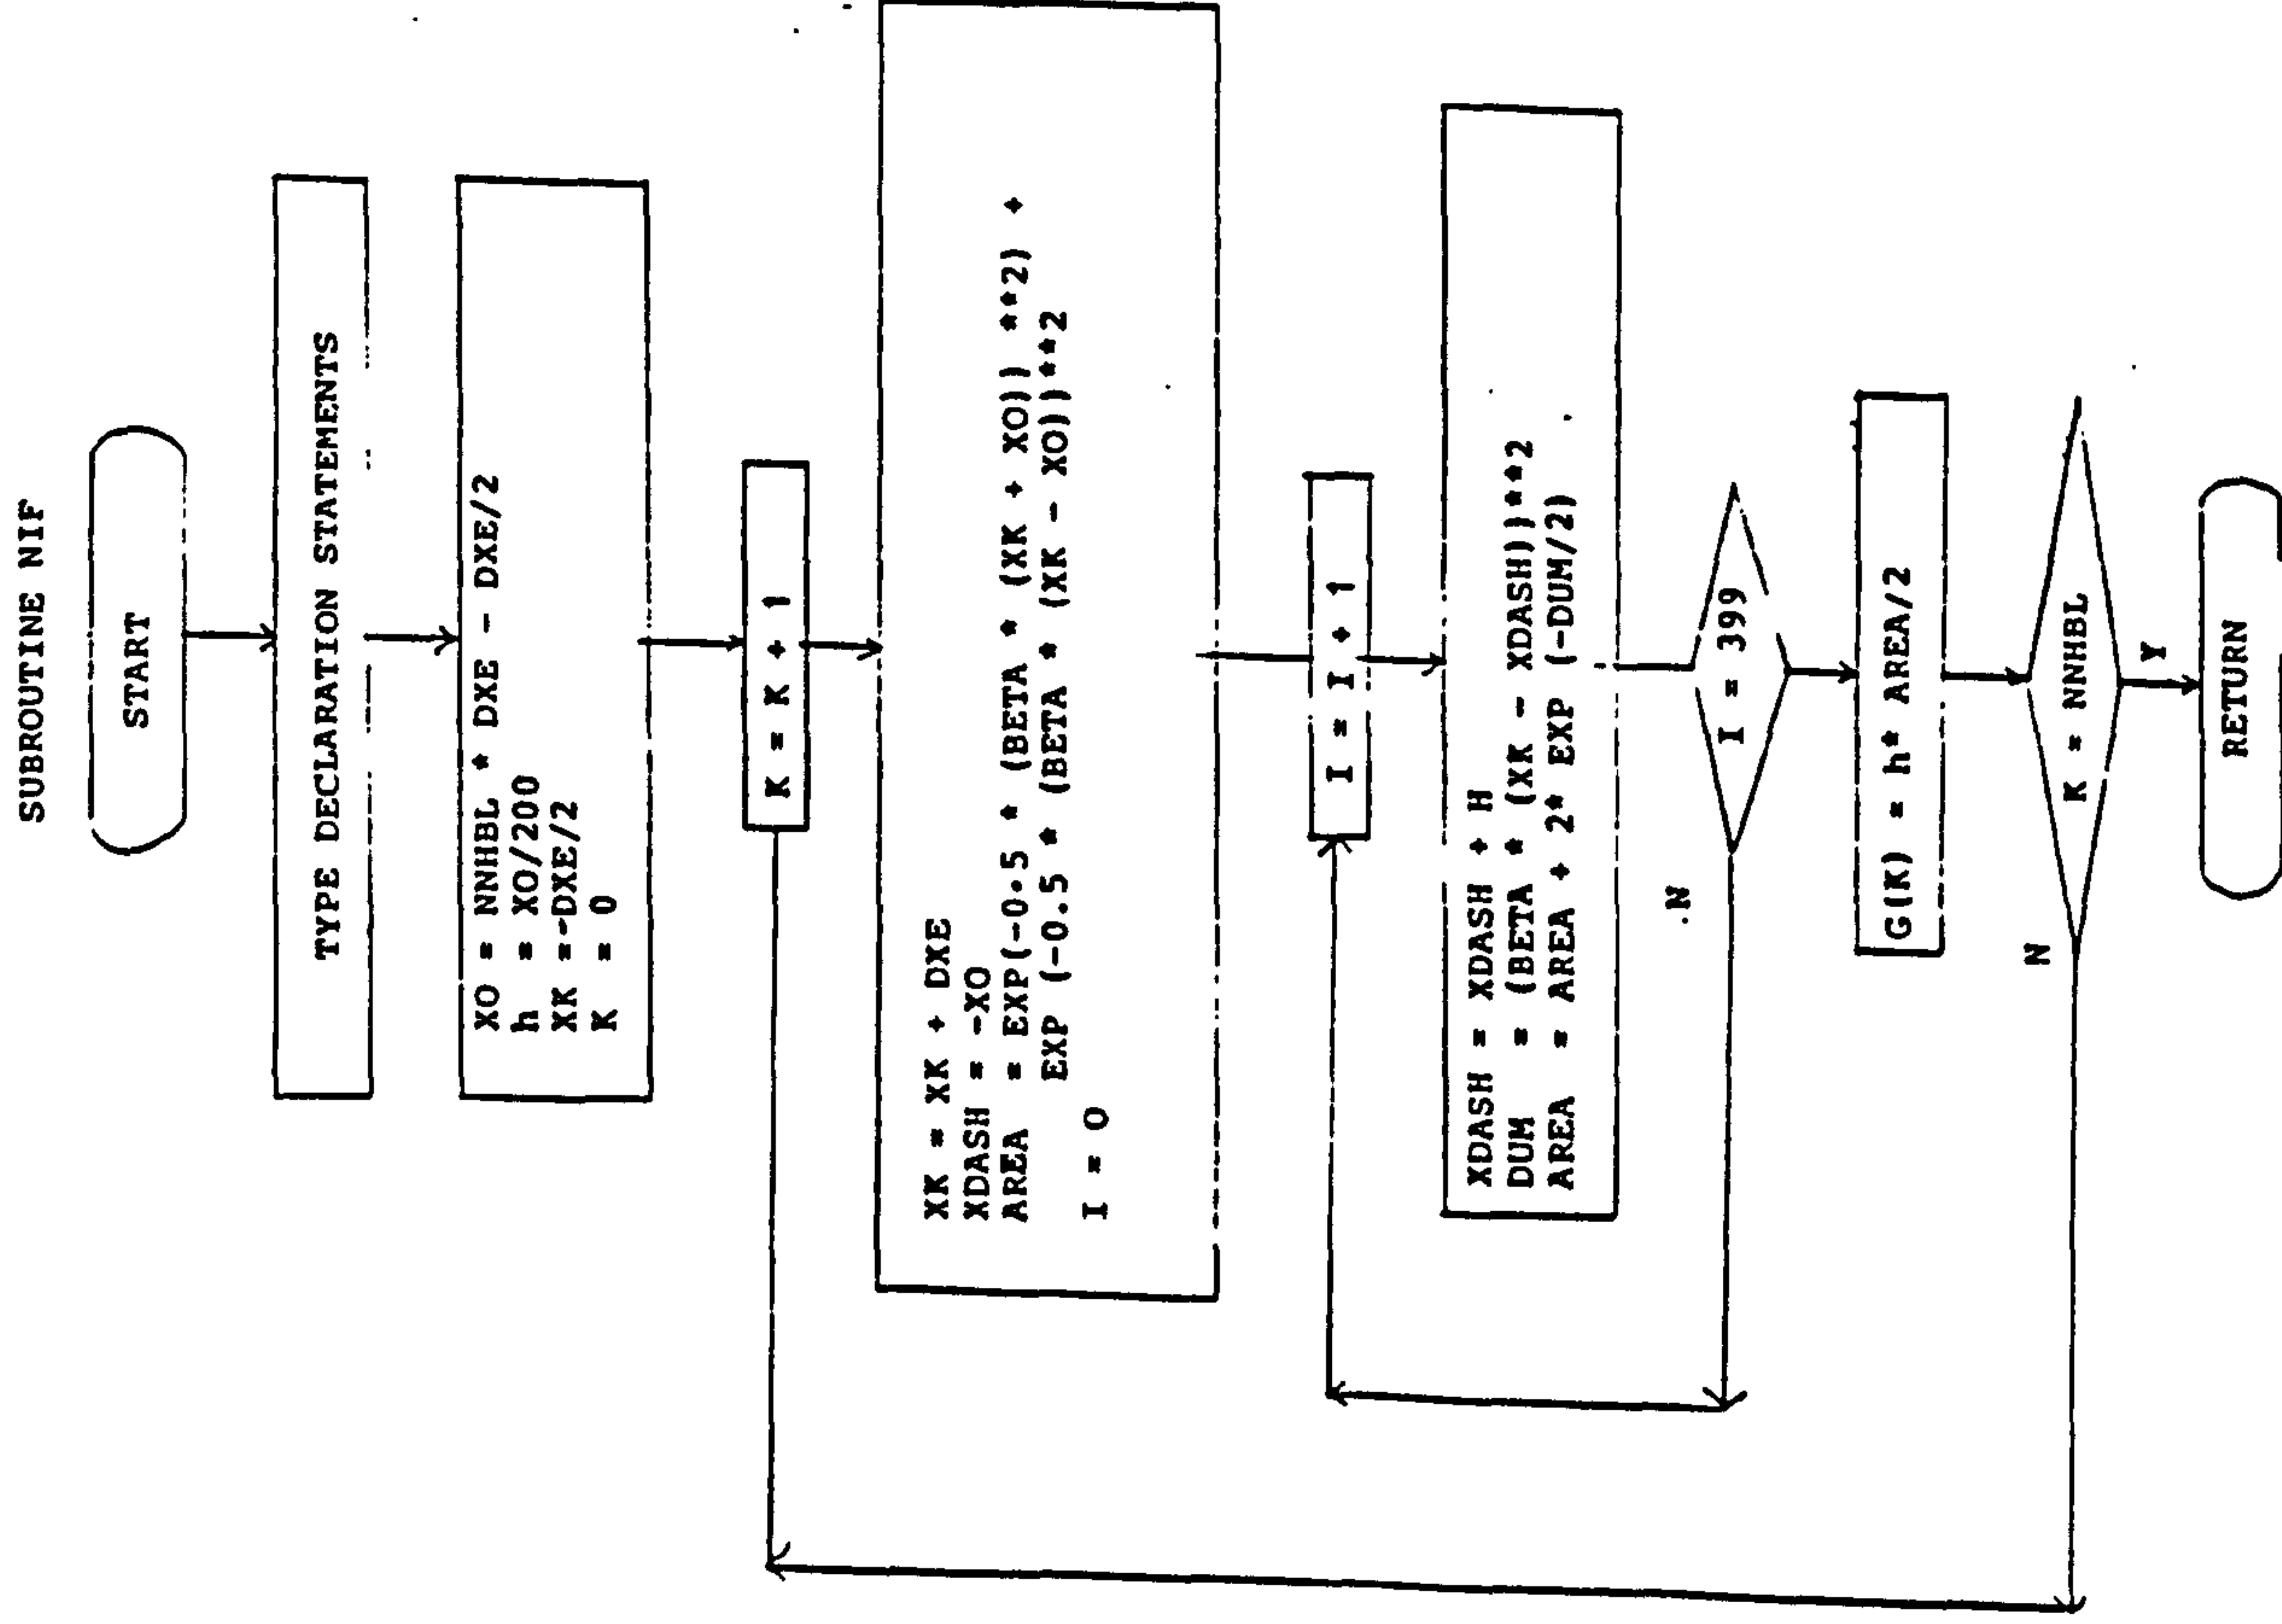 SUBROUTINE NIF
START
TYPE DECLARATION STATEMENTS
XO = NNHBL * DXE - DXE/2
h = XO/200
XK =-DXE/2
K = 0
K = K + 1
XK = XK + DXE
XDASH = -XO
AREA = EXP(-0.5 * (BETA * (XK + XO)) **2) +
EXP (-0.5 * (BETA * (XK - XO))**2
I = 0
I = I + 1
XDASH = XDASH + H
DUM = (BETA * (XK - XDASH))**2
AREA = AREA + 2* EXP (-DUM/2)
I = 399
N
G(K) = h* AREA/2
K = NNHBL
N
Y
RETURN